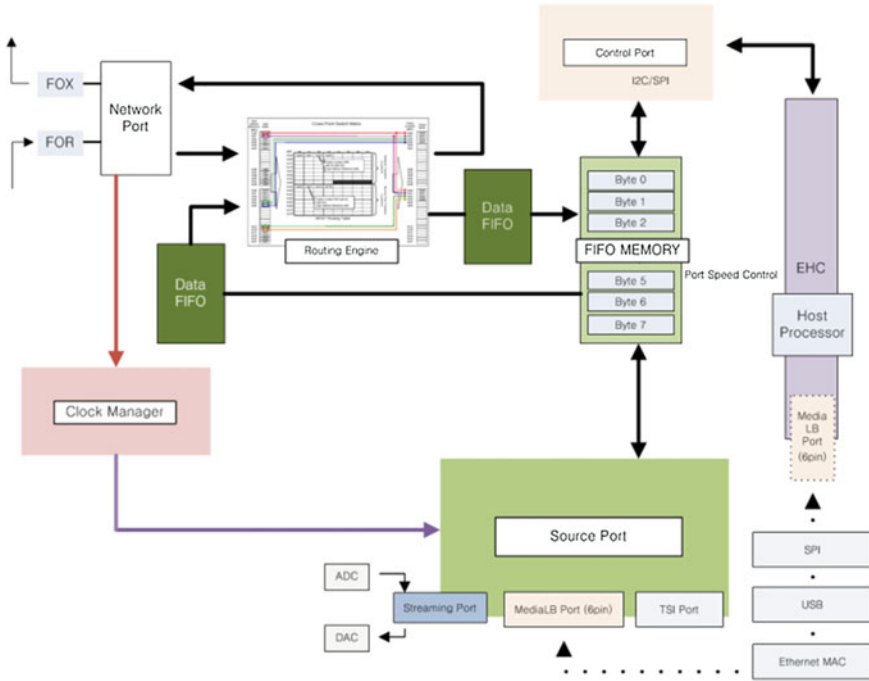 Control Port
I2C/SPI
FOX
Network
Port
FOR
Routing Engine
Data
FIFO
Data
FIFO
Byte 0
Byte 1
Byte 2
FIFO MEMORY
Byte 5
Byte 6
Byte 7
Port Speed Control
EHC
Host
Processor
Media
LB
Port
(6pin)
Clock Manager
Source Port
ADC
DAC
Streaming Port
MediaLB Port (6pin)
TSI Port
SPI
USB
Ethernet MAC